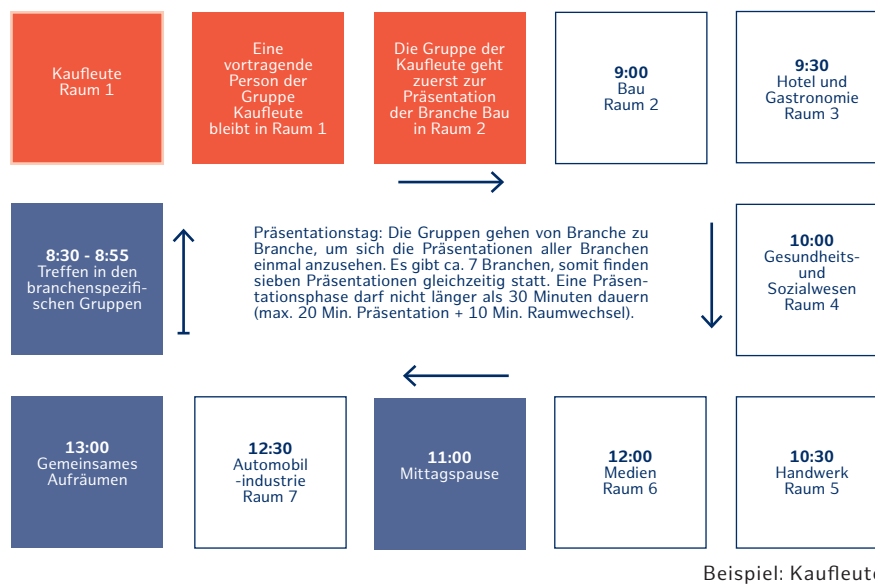 Kaufleute
Raum 1
Eine
vortragende
Person der
Gruppe
Kaufleute
bleibt in Raum 1
Die Gruppe der
Kaufleute geht
zuerst zur
Präsentation
der Branche Bau
in Raum 2
9:00
Bau
Raum 2
9:30
Hotel und
Gastronomie
Raum 3
8:30 - 8:55
Treffen in den
branchenspezifi-
schen Gruppen
Präsentationstag: Die Gruppen gehen von Branche zu
Branche, um sich die Präsentationen aller Branchen
einmal anzusehen. Es gibt ca. 7 Branchen, somit finden
sieben Präsentationen gleichzeitig statt. Eine Präsen-
tationsphase darf nicht länger als 30 Minuten dauern
(max. 20 Min. Präsentation + 10 Min. Raumwechsel).
10:00
Gesundheits-
und
Sozialwesen
Raum 4
13:00
Gemeinsames
Aufräumen
12:30
Automobil
-industrie
Raum 7
11:00
Mittagspause
12:00
Medien
Raum 6
10:30
Handwerk
Raum 5
Beispiel: Kaufleute